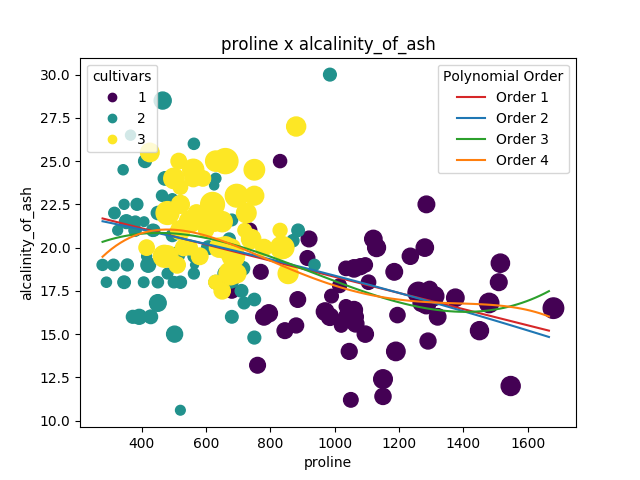 proline x alcalinity_of_ash
30.0
27.5
25.0
22.5
20.0
17.5
15.0
12.5
10.0
alcalinity_of_ash
cultivars
1
2
3
Polynomial Order
Order 1
Order 2
Order 3
Order 4
400 600 800 1000 1200 1400 1600
proline